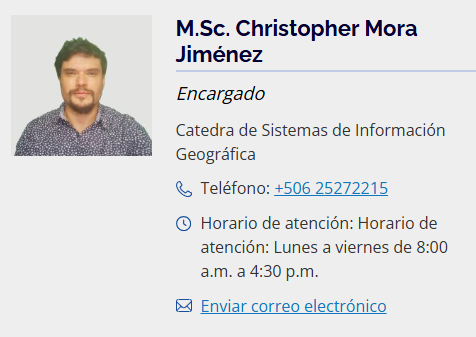 M.Sc. Christopher Mora
Jiménez
Encargado
Catedra de Sistemas de Información
Geográfica
Teléfono: +506 25272215
Horario de atención: Horario de
atención: Lunes a viernes de 8:00
a.m. a 4:30 p.m.
Enviar correo electrónico